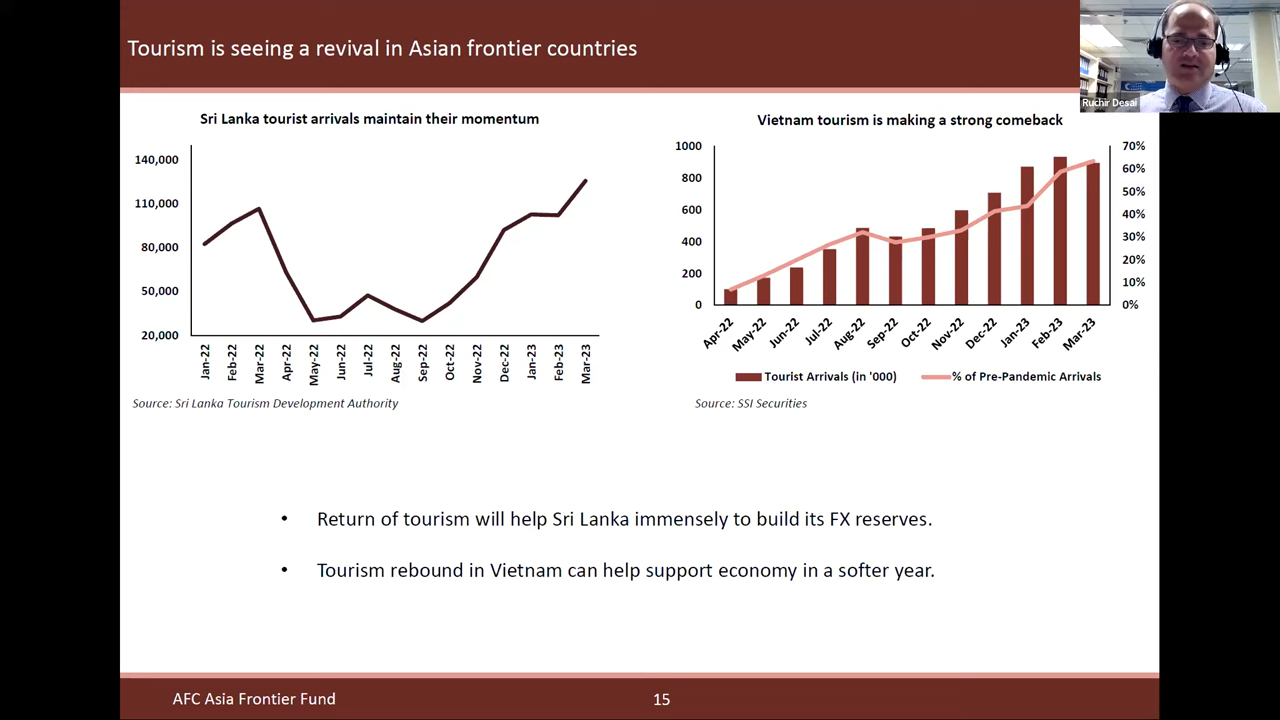 Tourism is seeing a revival in Asian frontier countries
Ruchir Desai
Sri Lanka tourist arrivals maintain their momentum
140,000
110,000
80,000
50,000
20,000
Jan-22
Feb-22
Mar-22
Apr-22
May-22
Jun-22
Jul-22
Aug-22
Sep-22
Oct-22
Nov-22
Dec-22
Jan-23
Feb-23
Mar-23
Source: Sri Lanka Tourism Development Authority
Vietnam tourism is making a strong comeback
1000
800
600
400
200
0
70%
60%
50%
40%
30%
20%
10%
0%
Apr-22
May-22
Jun-22
Jul-22
Aug-22
Sep-22
Oct-22
Nov-22
Dec-22
Jan-23
Feb-23
Mar-23
Tourist Arrivals (in '000)
% of Pre-Pandemic Arrivals
Source: SSI Securities
• Return of tourism will help Sri Lanka immensely to build its FX reserves.
• Tourism rebound in Vietnam can help support economy in a softer year.
AFC Asia Frontier Fund
15